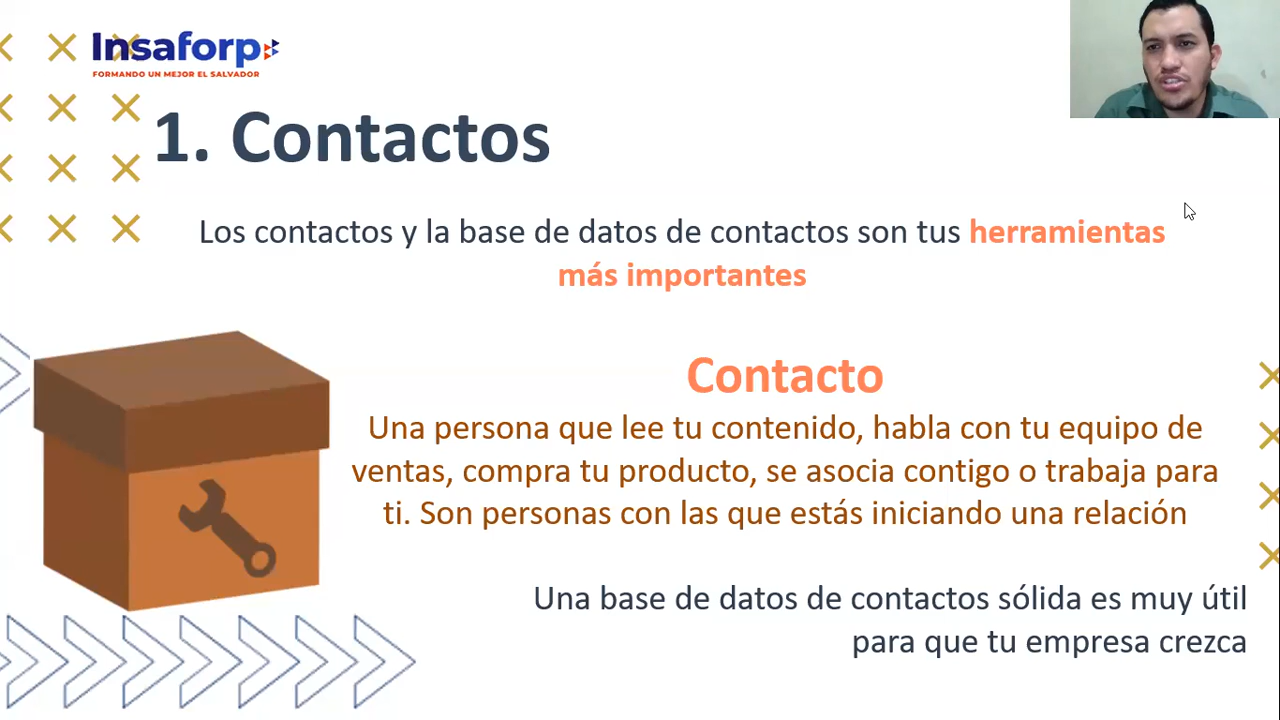 Insaforp
FORMANDO UN MEJOR EL SALVADOR
1. Contactos
Los contactos y la base de datos de contactos son tus herramientas
más importantes
Contacto
Una persona que lee tu contenido, habla con tu equipo de
ventas, compra tu producto, se asocia contigo o trabaja para
ti. Son personas con las que estás iniciando una relación
Una base de datos de contactos sólida es muy útil
para que tu empresa crezca